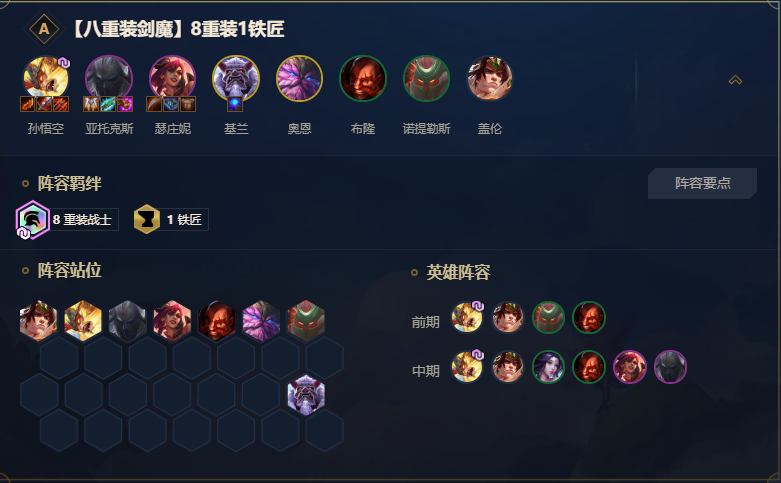 A 【八重装剑魔】8重装1铁匠
孙悟空 亚托克斯 瑟庄妮 基兰 奥恩 布隆 诺提勒斯 盖伦
阵容羁绊 阵容要点
8 重装战士 1 铁匠
阵容站位 英雄阵容
前期
中期